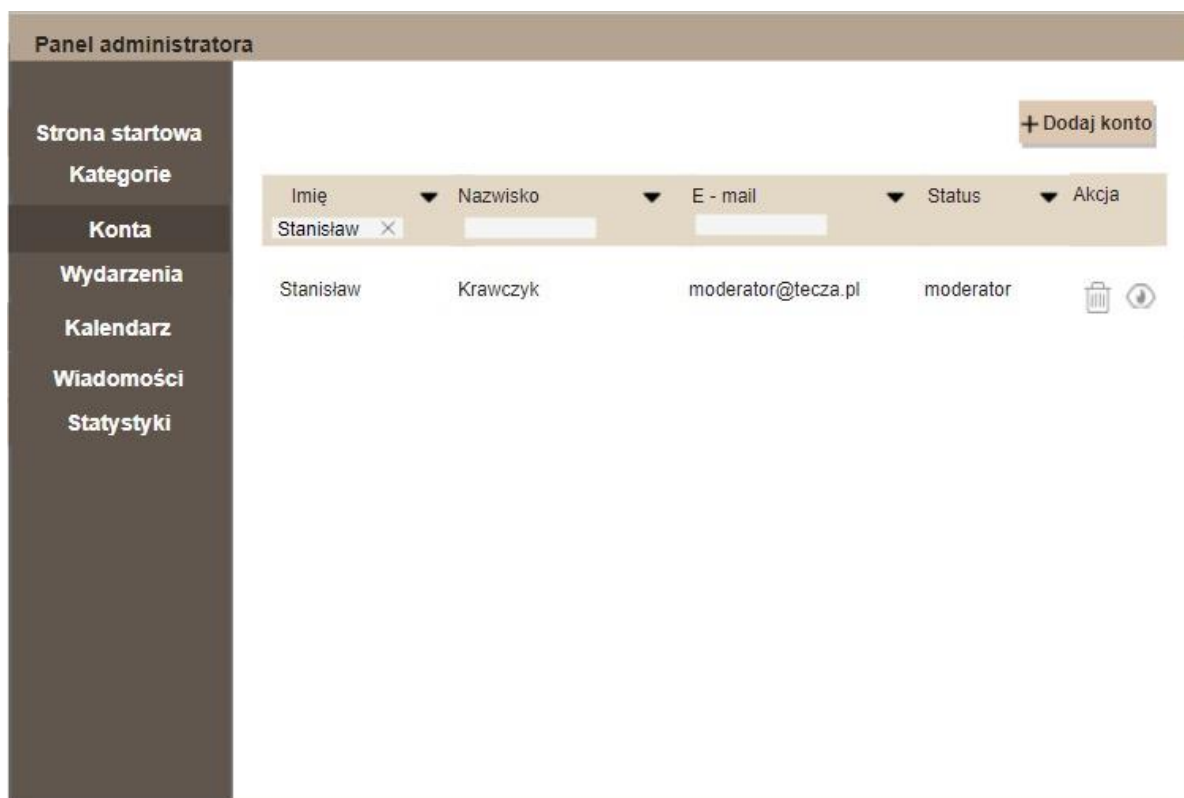 Panel administratora
Strona startowa
Kategorie
Konta
Wydarzenia
Kalendarz
Wiadomości
Statystyki
+ Dodaj konto
Imię Nazwisko E - mail Status Akcja
Stanisław
Stanisław Krawczyk moderator@tecza.pl moderator